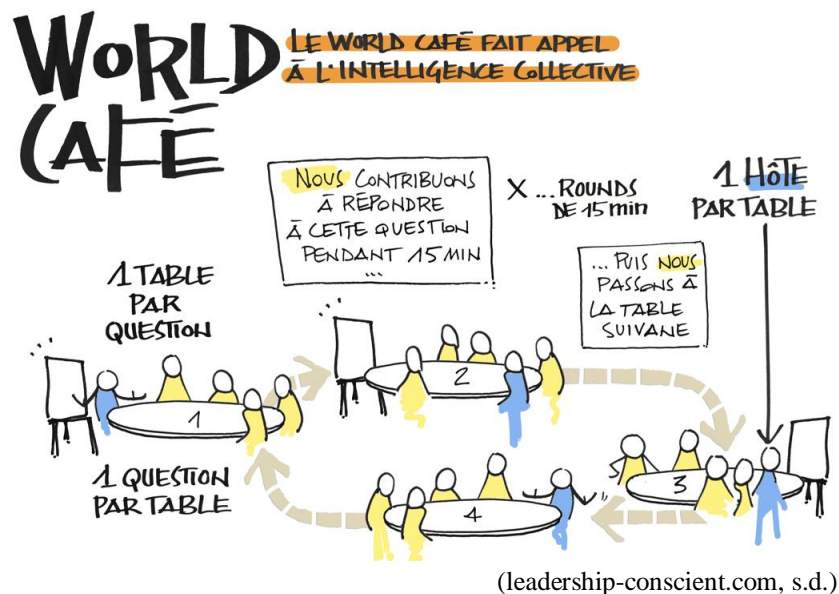 WORLD
CAFÉ
LE WORLD CAFÉ FAIT APPEL
À L'INTELLIGENCE COLLECTIVE
NOUS CONTRIBUONS
À RÉPONDRE
À CETTE QUESTION
PENDANT 15 MIN
...
X ... ROUNDS
DE 15 min
1 HÔTE
PAR TABLE
... PUIS NOUS
PASSONS À
LA TABLE
SUIVANE
1 TABLE
PAR
QUESTION
1
2
3
4
1 QUESTION
PAR TABLE
(leadership-conscient.com, s.d.)